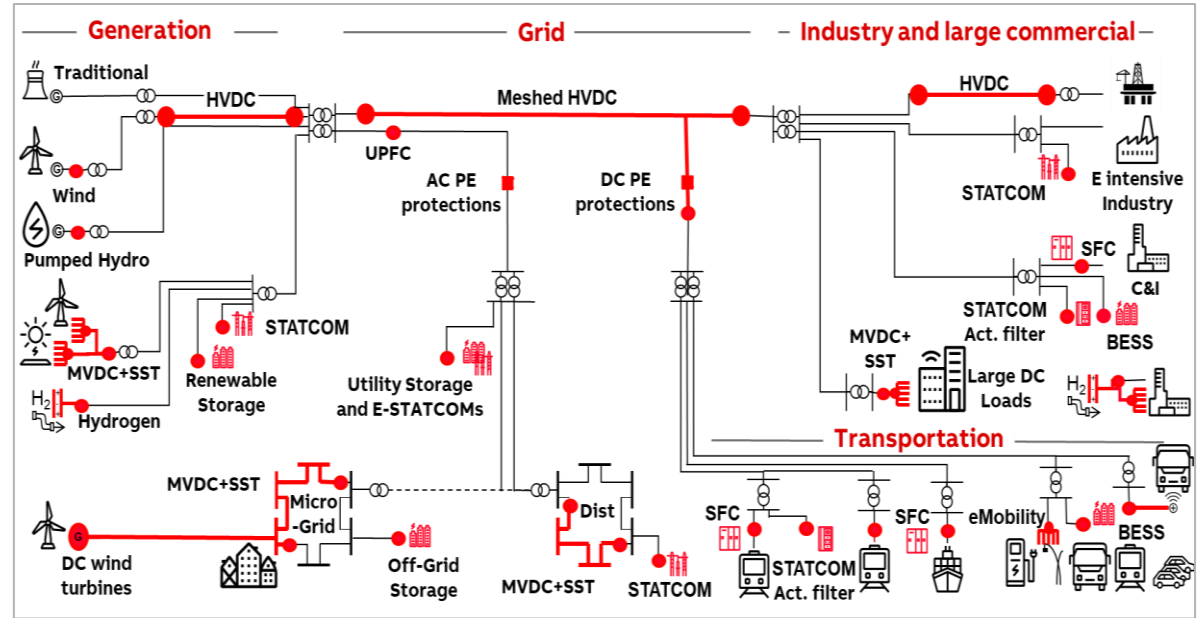 Generation
Grid
Industry and large commercial
Traditional
G
HVDC
Meshed HVDC
HVDC
G
Wind
UPFC
AC PE
protections
DC PE
protections
STATCOM
E intensive
Industry
G
Pumped Hydro
SFC
C&I
STATCOM
STATCOM
Act. filter
BESS
MVDC+SST
Renewable
Storage
Utility Storage
and E-STATCOMs
MVDC+
SST
Large DC
Loads
H2
Hydrogen
H2
Transportation
MVDC+SST
Micro
-Grid
Dist
SFC
SFC
eMobility
BESS
G
DC wind
turbines
Off-Grid
Storage
MVDC+SST
STATCOM
STATCOM
Act. filter